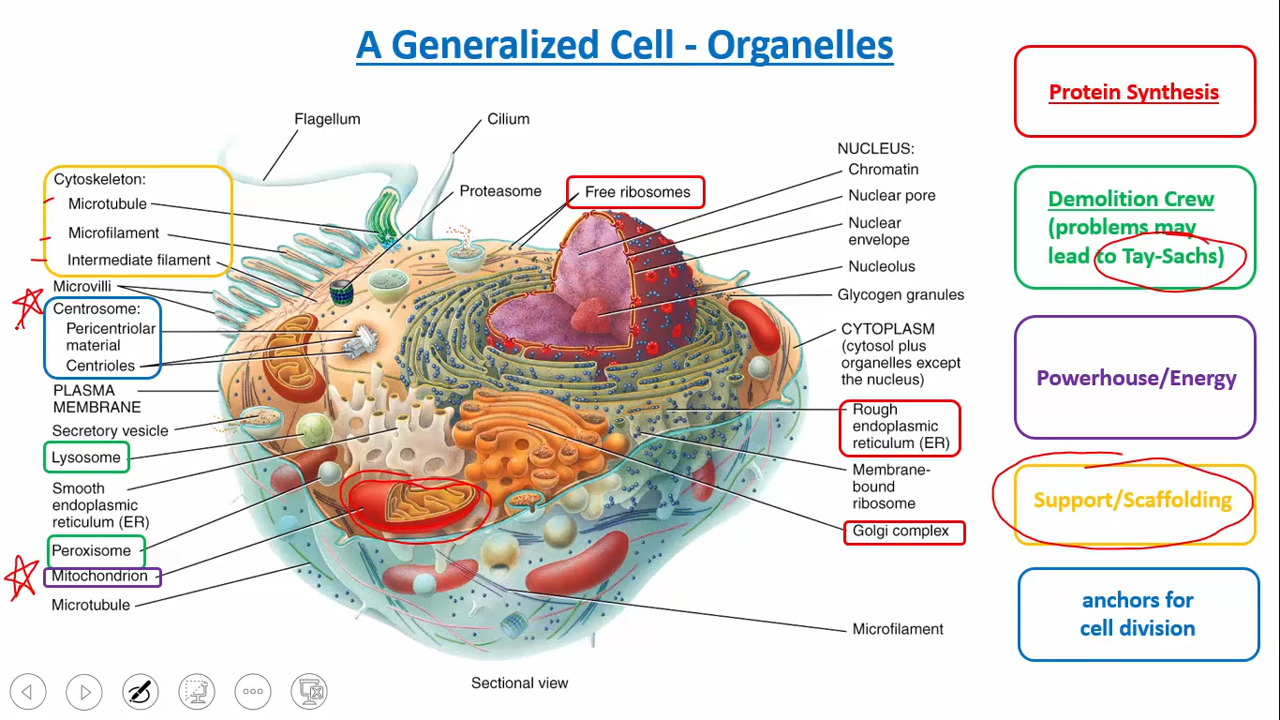 A Generalized Cell - Organelles
Flagellum
Cilium
Proteasome
Free ribosomes
Cytoskeleton:
Microtubule
Microfilament
Intermediate filament
Microvilli
Centrosome:
Pericentriolar
material
Centrioles
PLASMA
MEMBRANE
Secretory vesicle
Lysosome
Smooth
endoplasmic
reticulum (ER)
Peroxisome
Mitochondrion
Microtubule
NUCLEUS:
Chromatin
Nuclear pore
Nuclear
envelope
Nucleolus
Glycogen granules
CYTOPLASM
(cytosol plus
organelles except
the nucleus)
Rough
endoplasmic
reticulum (ER)
Membrane-
bound
ribosome
Golgi complex
Microfilament
Sectional view
Protein Synthesis
Demolition Crew
(problems may
lead to Tay-Sachs)
Powerhouse/Energy
Support/Scaffolding
anchors for
cell division